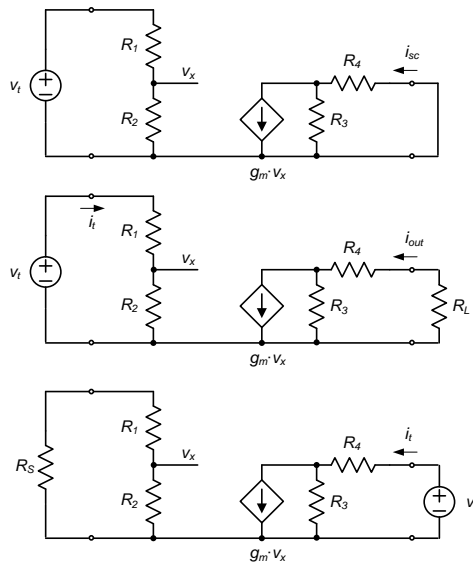 R1
R4
isc
vt
vx
R2
R3
gm·vx
it
R1
R4
iout
vt
vx
R2
R3
RL
gm·vx
R1
R4
it
RS
vx
R2
R3
v
gm·vx